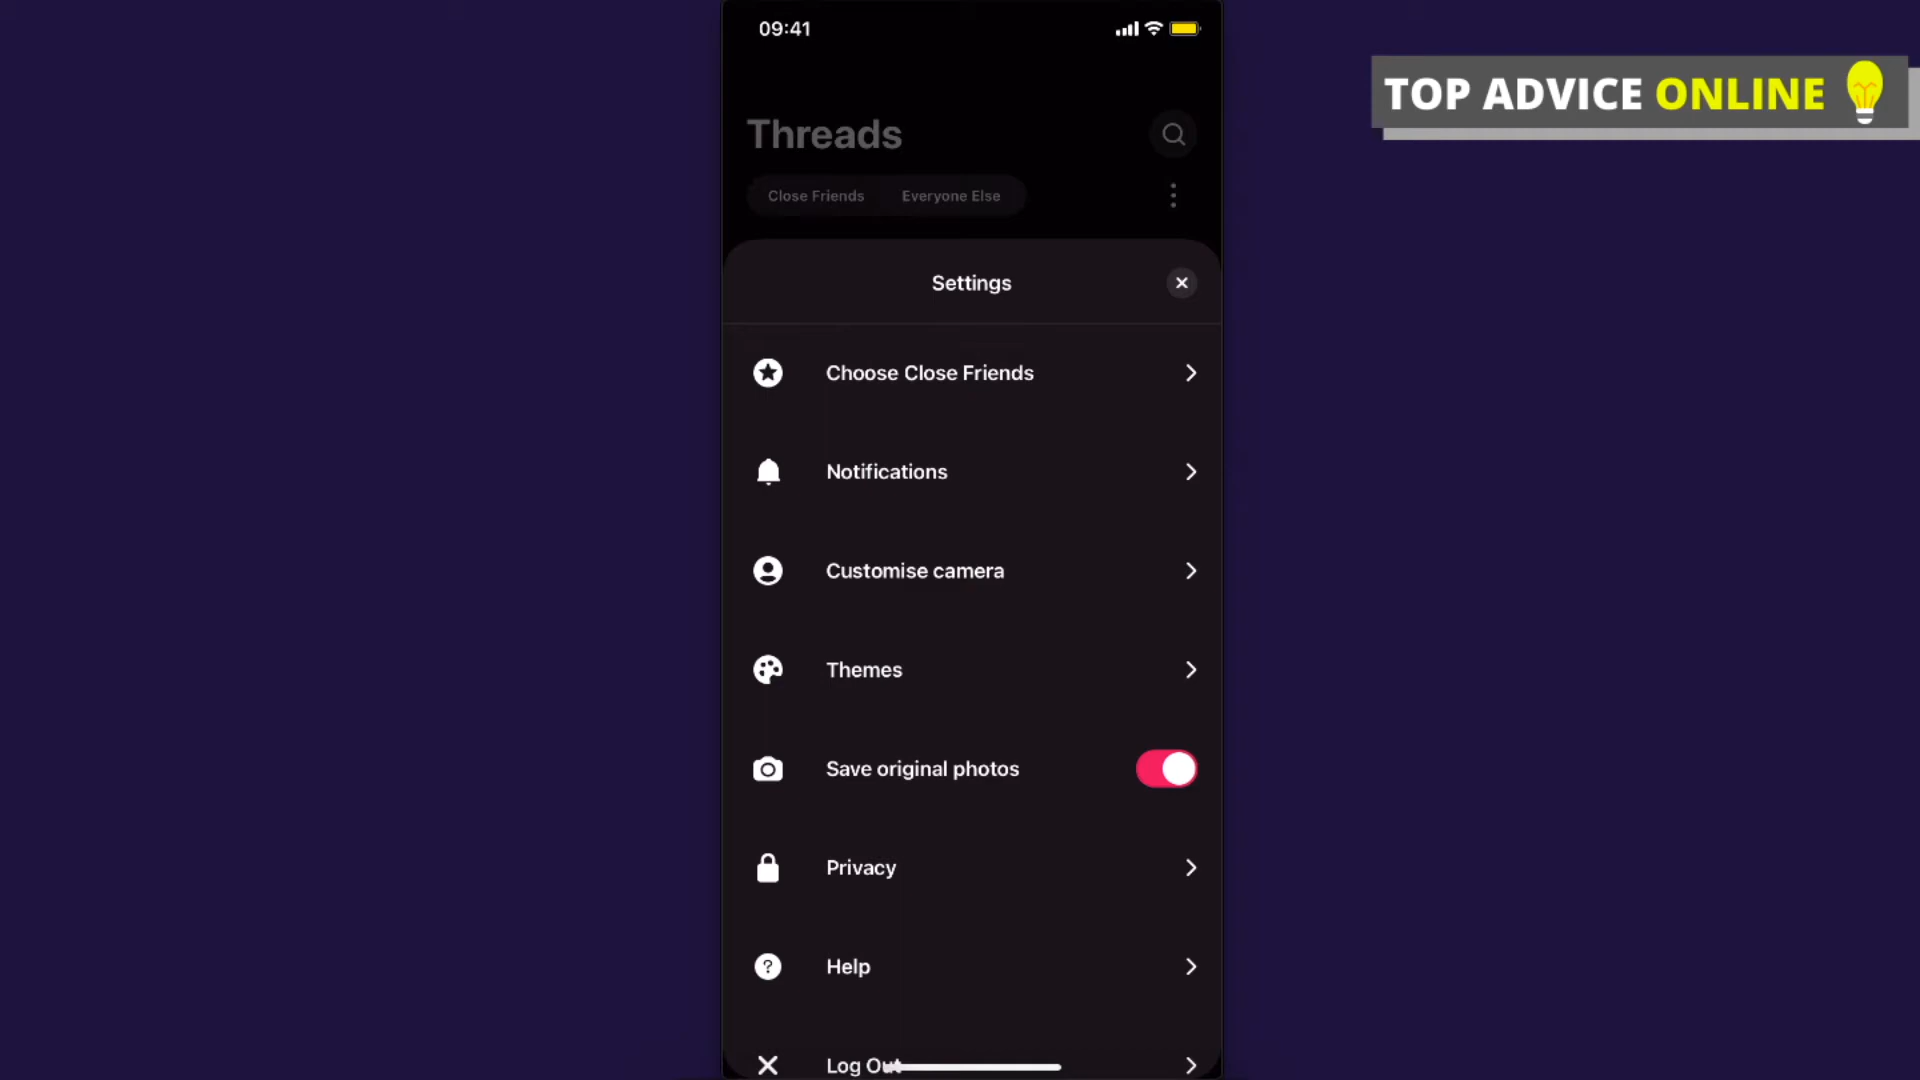 09:41
TOP ADVICE ONLINE
Threads
Close Friends Everyone Else
Settings
Choose Close Friends
Notifications
Customise camera
Themes
Save original photos
Privacy
Help
Log Out